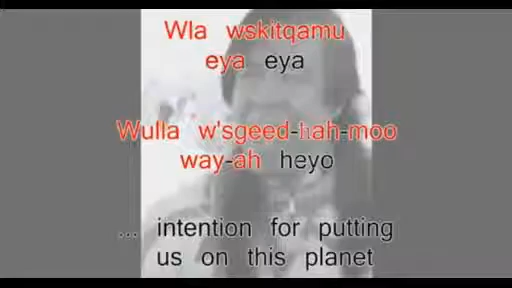 Wla wskitqamu
eya eya
Wulla w'sgeed-hah-moo
way-ah heyo
... intention for putting
us on this planet